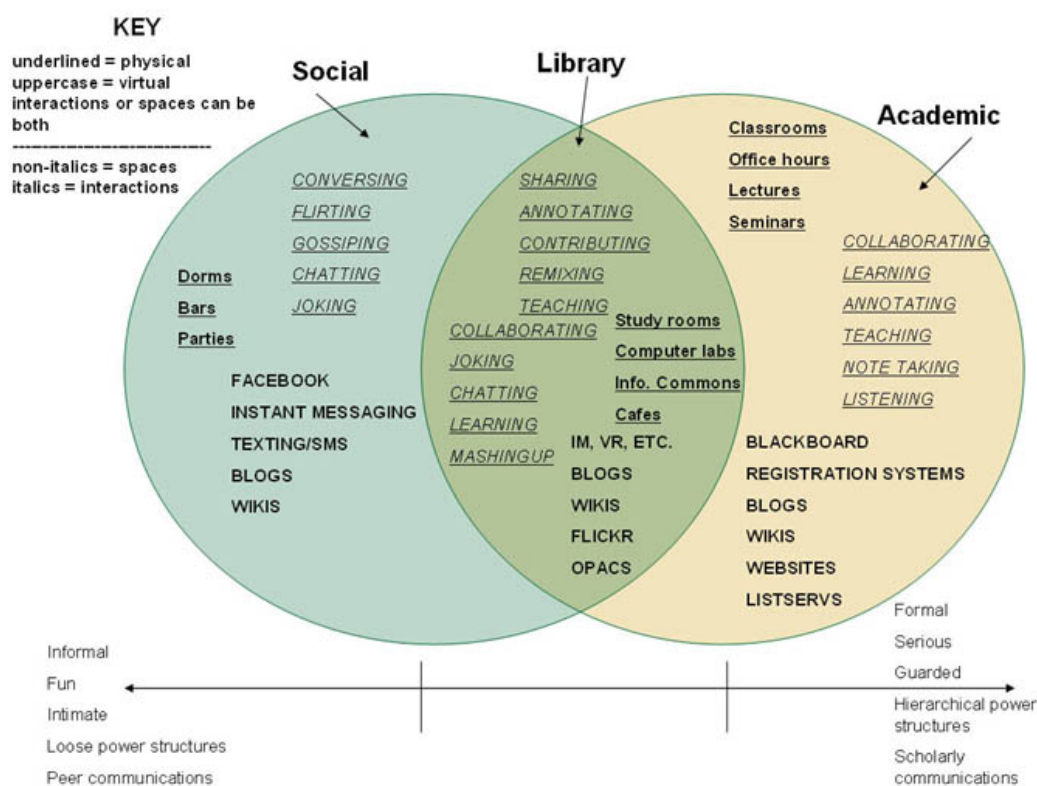 KEY
underlined = physical
uppercase = virtual
interactions or spaces can be
both
----------------------------------
non-italics = spaces
italics = interactions
Social
Library
Academic
CONVERSING
FLIRTING
GOSSIPING
CHATTING
JOKING
Dorms
Bars
Parties
FACEBOOK
INSTANT MESSAGING
TEXTING/SMS
BLOGS
WIKIS
SHARING
ANNOTATING
CONTRIBUTING
REMIXING
TEACHING
COLLABORATING
JOKING
CHATTING
LEARNING
MASHINGUP
Study rooms
Computer labs
Info. Commons
Cafes
IM, VR, ETC.
BLOGS
WIKIS
FLICKR
OPACS
Classrooms
Office hours
Lectures
Seminars
COLLABORATING
LEARNING
ANNOTATING
TEACHING
NOTE TAKING
LISTENING
BLACKBOARD
REGISTRATION SYSTEMS
BLOGS
WIKIS
WEBSITES
LISTSERVS
Informal
Fun
Intimate
Loose power structures
Peer communications
Formal
Serious
Guarded
Hierarchical power
structures
Scholarly
communications